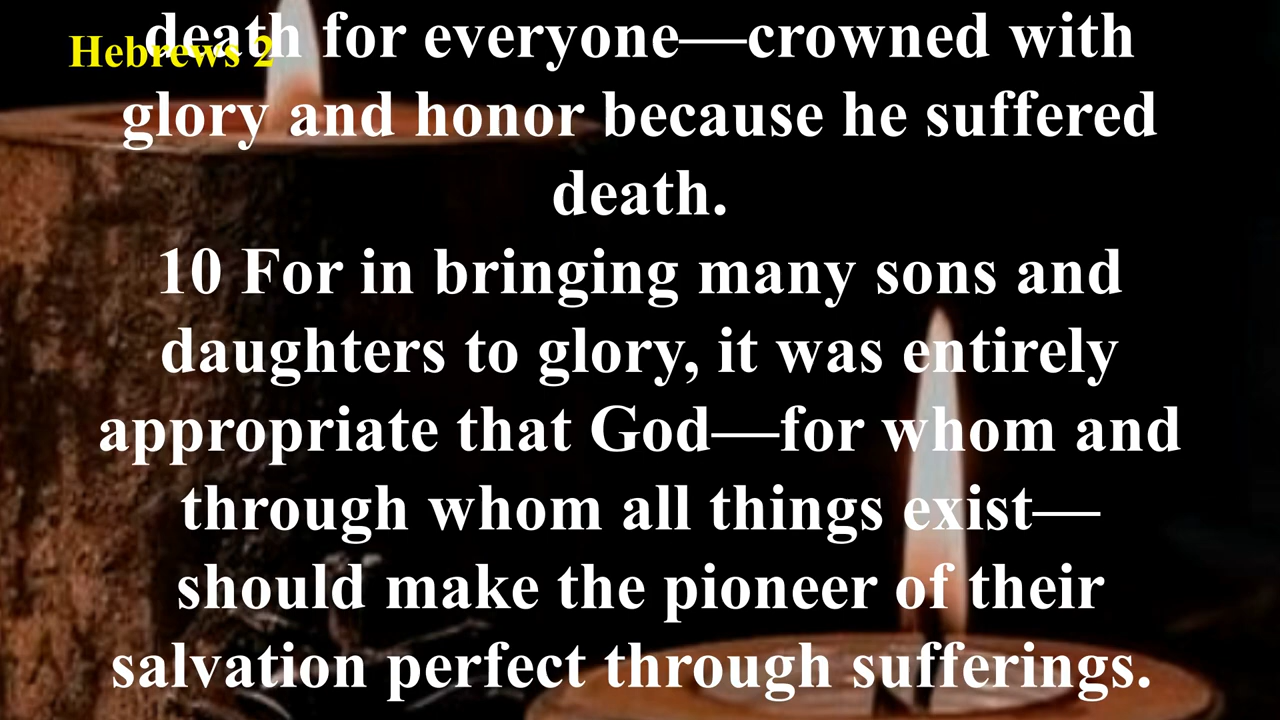 Hebrews 2
death for everyone—crowned with
glory and honor because he suffered
death.
10 For in bringing many sons and
daughters to glory, it was entirely
appropriate that God—for whom and
through whom all things exist—
should make the pioneer of their
salvation perfect through sufferings.